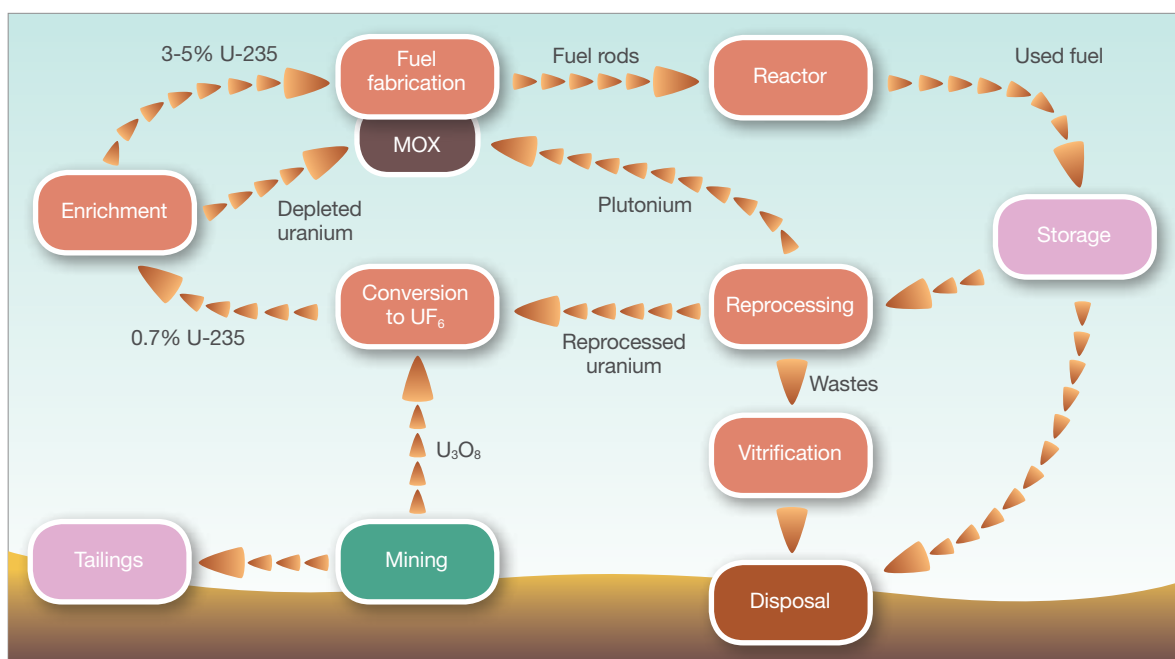 3-5% U-235
Fuel
fabrication
Fuel rods
Reactor
Used fuel
MOX
Enrichment
Depleted
uranium
Plutonium
Storage
0.7% U-235
Conversion
to UF₆
Reprocessed
uranium
Reprocessing
Wastes
U₃O₈
Vitrification
Tailings
Mining
Disposal